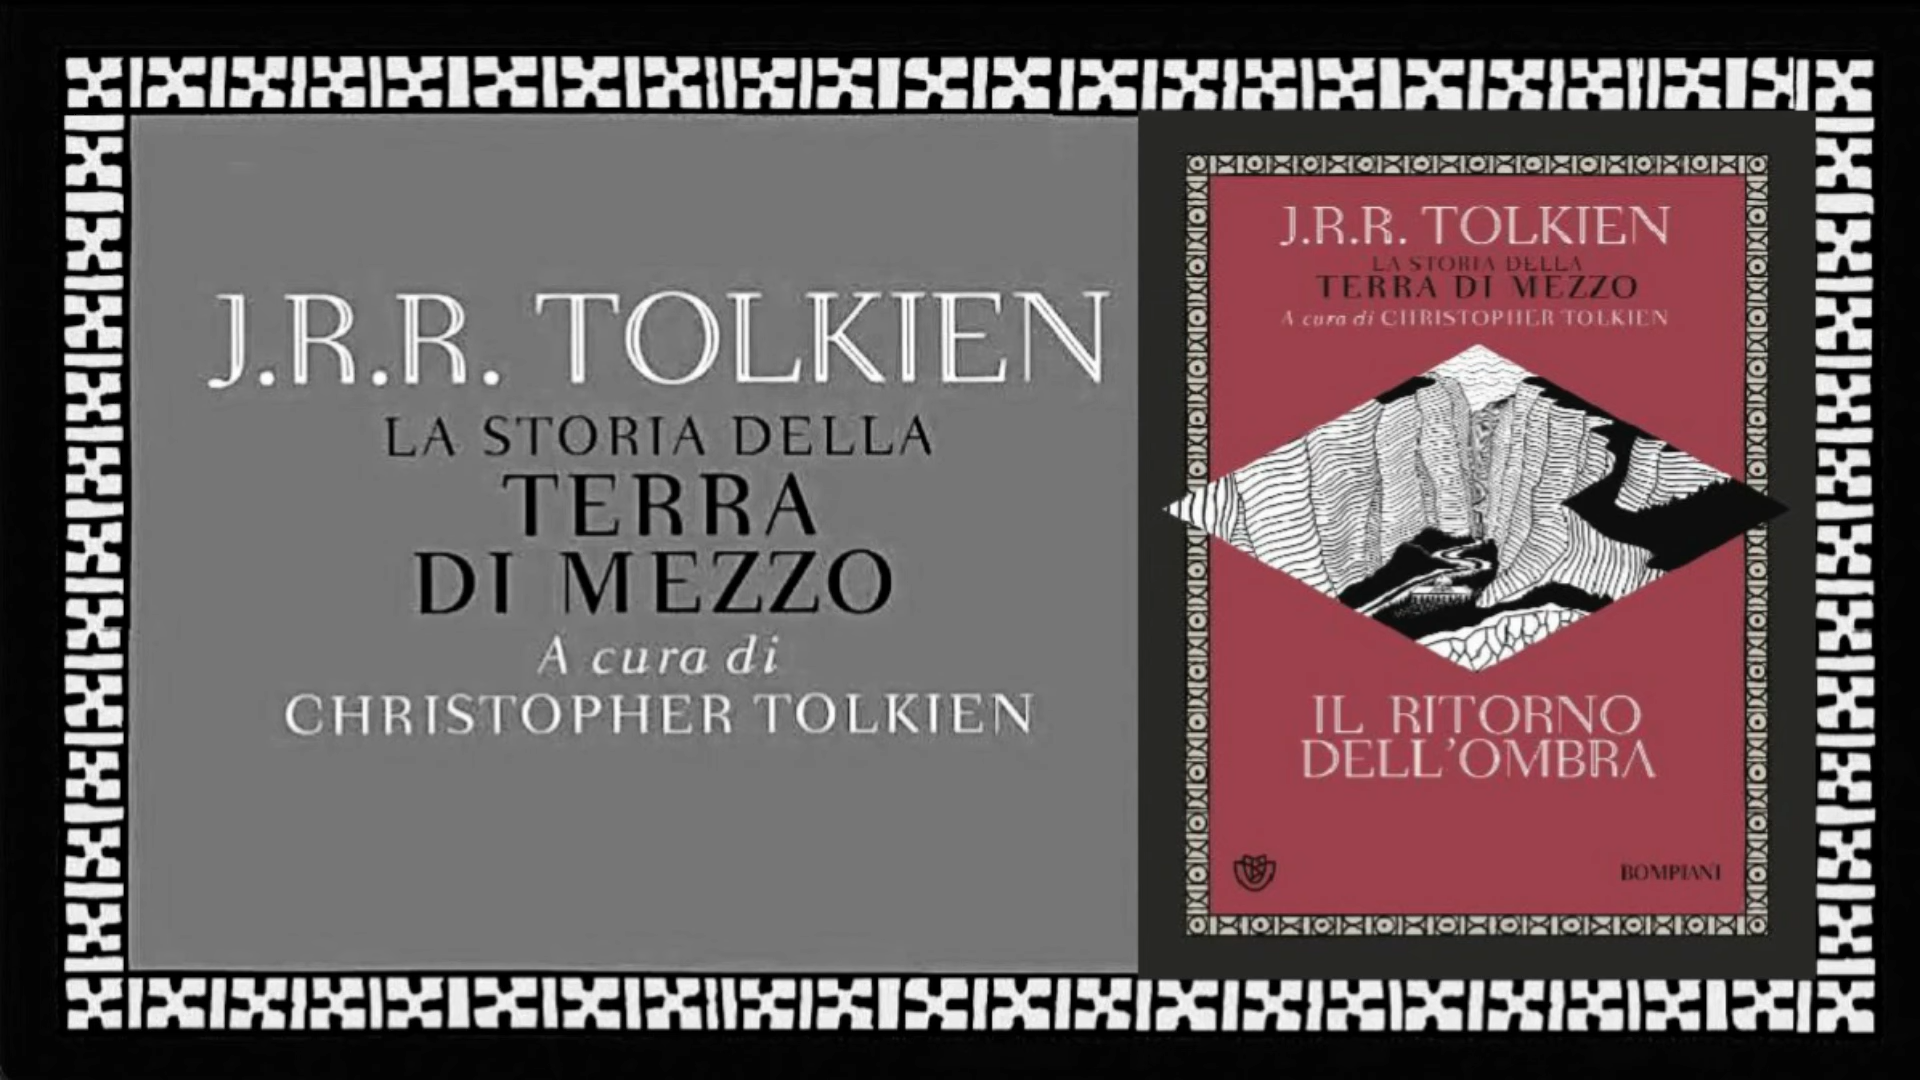 J.R.R. TOLKIEN
LA STORIA DELLA
TERRA
DI MEZZO
A cura di
CHRISTOPHER TOLKIEN
J.R.R. TOLKIEN
LA STORIA DELLA
TERRA DI MEZZO
A cura di CHRISTOPHER TOLKIEN
IL RITORNO
DELL'OMBRA
BOMPIANI